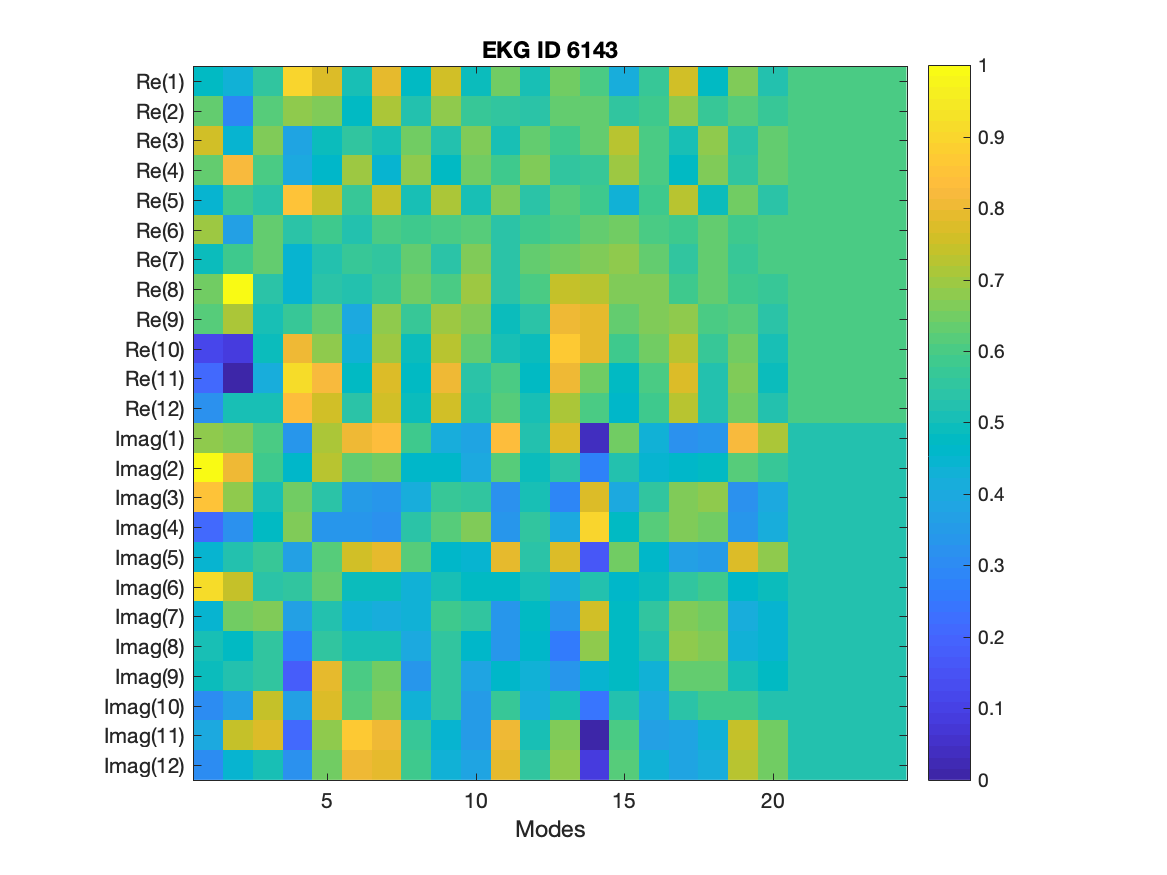 EKG ID 6143
Re(1)
Re(2)
Re(3)
Re(4)
Re(5)
Re(6)
Re(7)
Re(8)
Re(9)
Re(10)
Re(11)
Re(12)
Imag(1)
Imag(2)
Imag(3)
Imag(4)
Imag(5)
Imag(6)
Imag(7)
Imag(8)
Imag(9)
Imag(10)
Imag(11)
Imag(12)
5 10 15 20
Modes
1
0.9
0.8
0.7
0.6
0.5
0.4
0.3
0.2
0.1
0